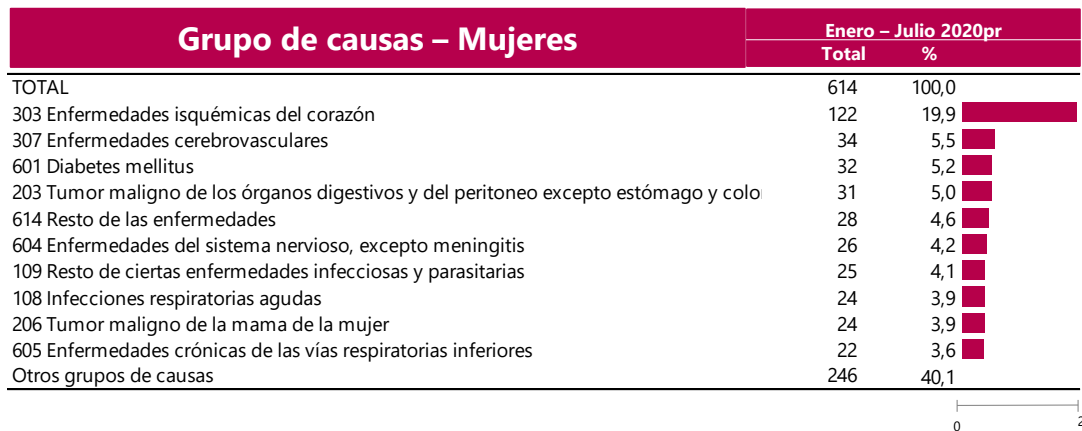 Grupo de causas – Mujeres
Enero – Julio 2020pr
Total %
TOTAL 614 100,0
303 Enfermedades isquémicas del corazón 122 19,9
307 Enfermedades cerebrovasculares 34 5,5
601 Diabetes mellitus 32 5,2
203 Tumor maligno de los órganos digestivos y del peritoneo excepto estómago y 31 5,0
614 Resto de las enfermedades 28 4,6
604 Enfermedades del sistema nervioso, excepto meningitis 26 4,2
109 Resto de ciertas enfermedades infecciosas y parasitarias 25 4,1
108 Infecciones respiratorias agudas 24 3,9
206 Tumor maligno de la mama de la mujer 24 3,9
605 Enfermedades crónicas de las vías respiratorias inferiores 22 3,6
Otros grupos de causas 246 40,1
0